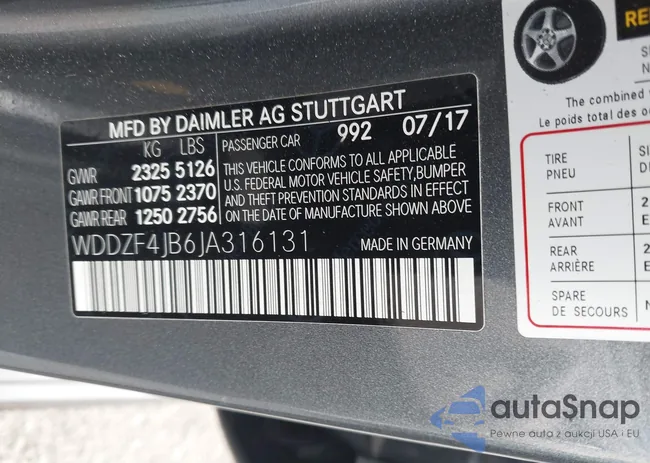 MFD BY DAIMLER AG STUTTGART
KG LBS
GVWR 2325 5126
GAWR FRONT 1075 2370
GAWR REAR 1250 2756
PASSENGER CAR 992 07/17
THIS VEHICLE CONFORMS TO ALL APPLICABLE
U.S. FEDERAL MOTOR VEHICLE SAFETY,BUMPER
AND THEFT PREVENTION STANDARDS IN EFFECT
ON THE DATE OF MANUFACTURE SHOWN ABOVE
WDDZF4JB6JA316131
MADE IN GERMANY
The combined
Le poids total des
TIRE
PNEU
FRONT
AVANT
REAR
ARRIÈRE
SPARE
DE SECOURS
autaSnap
Pewne auta z aukcji USA i EU